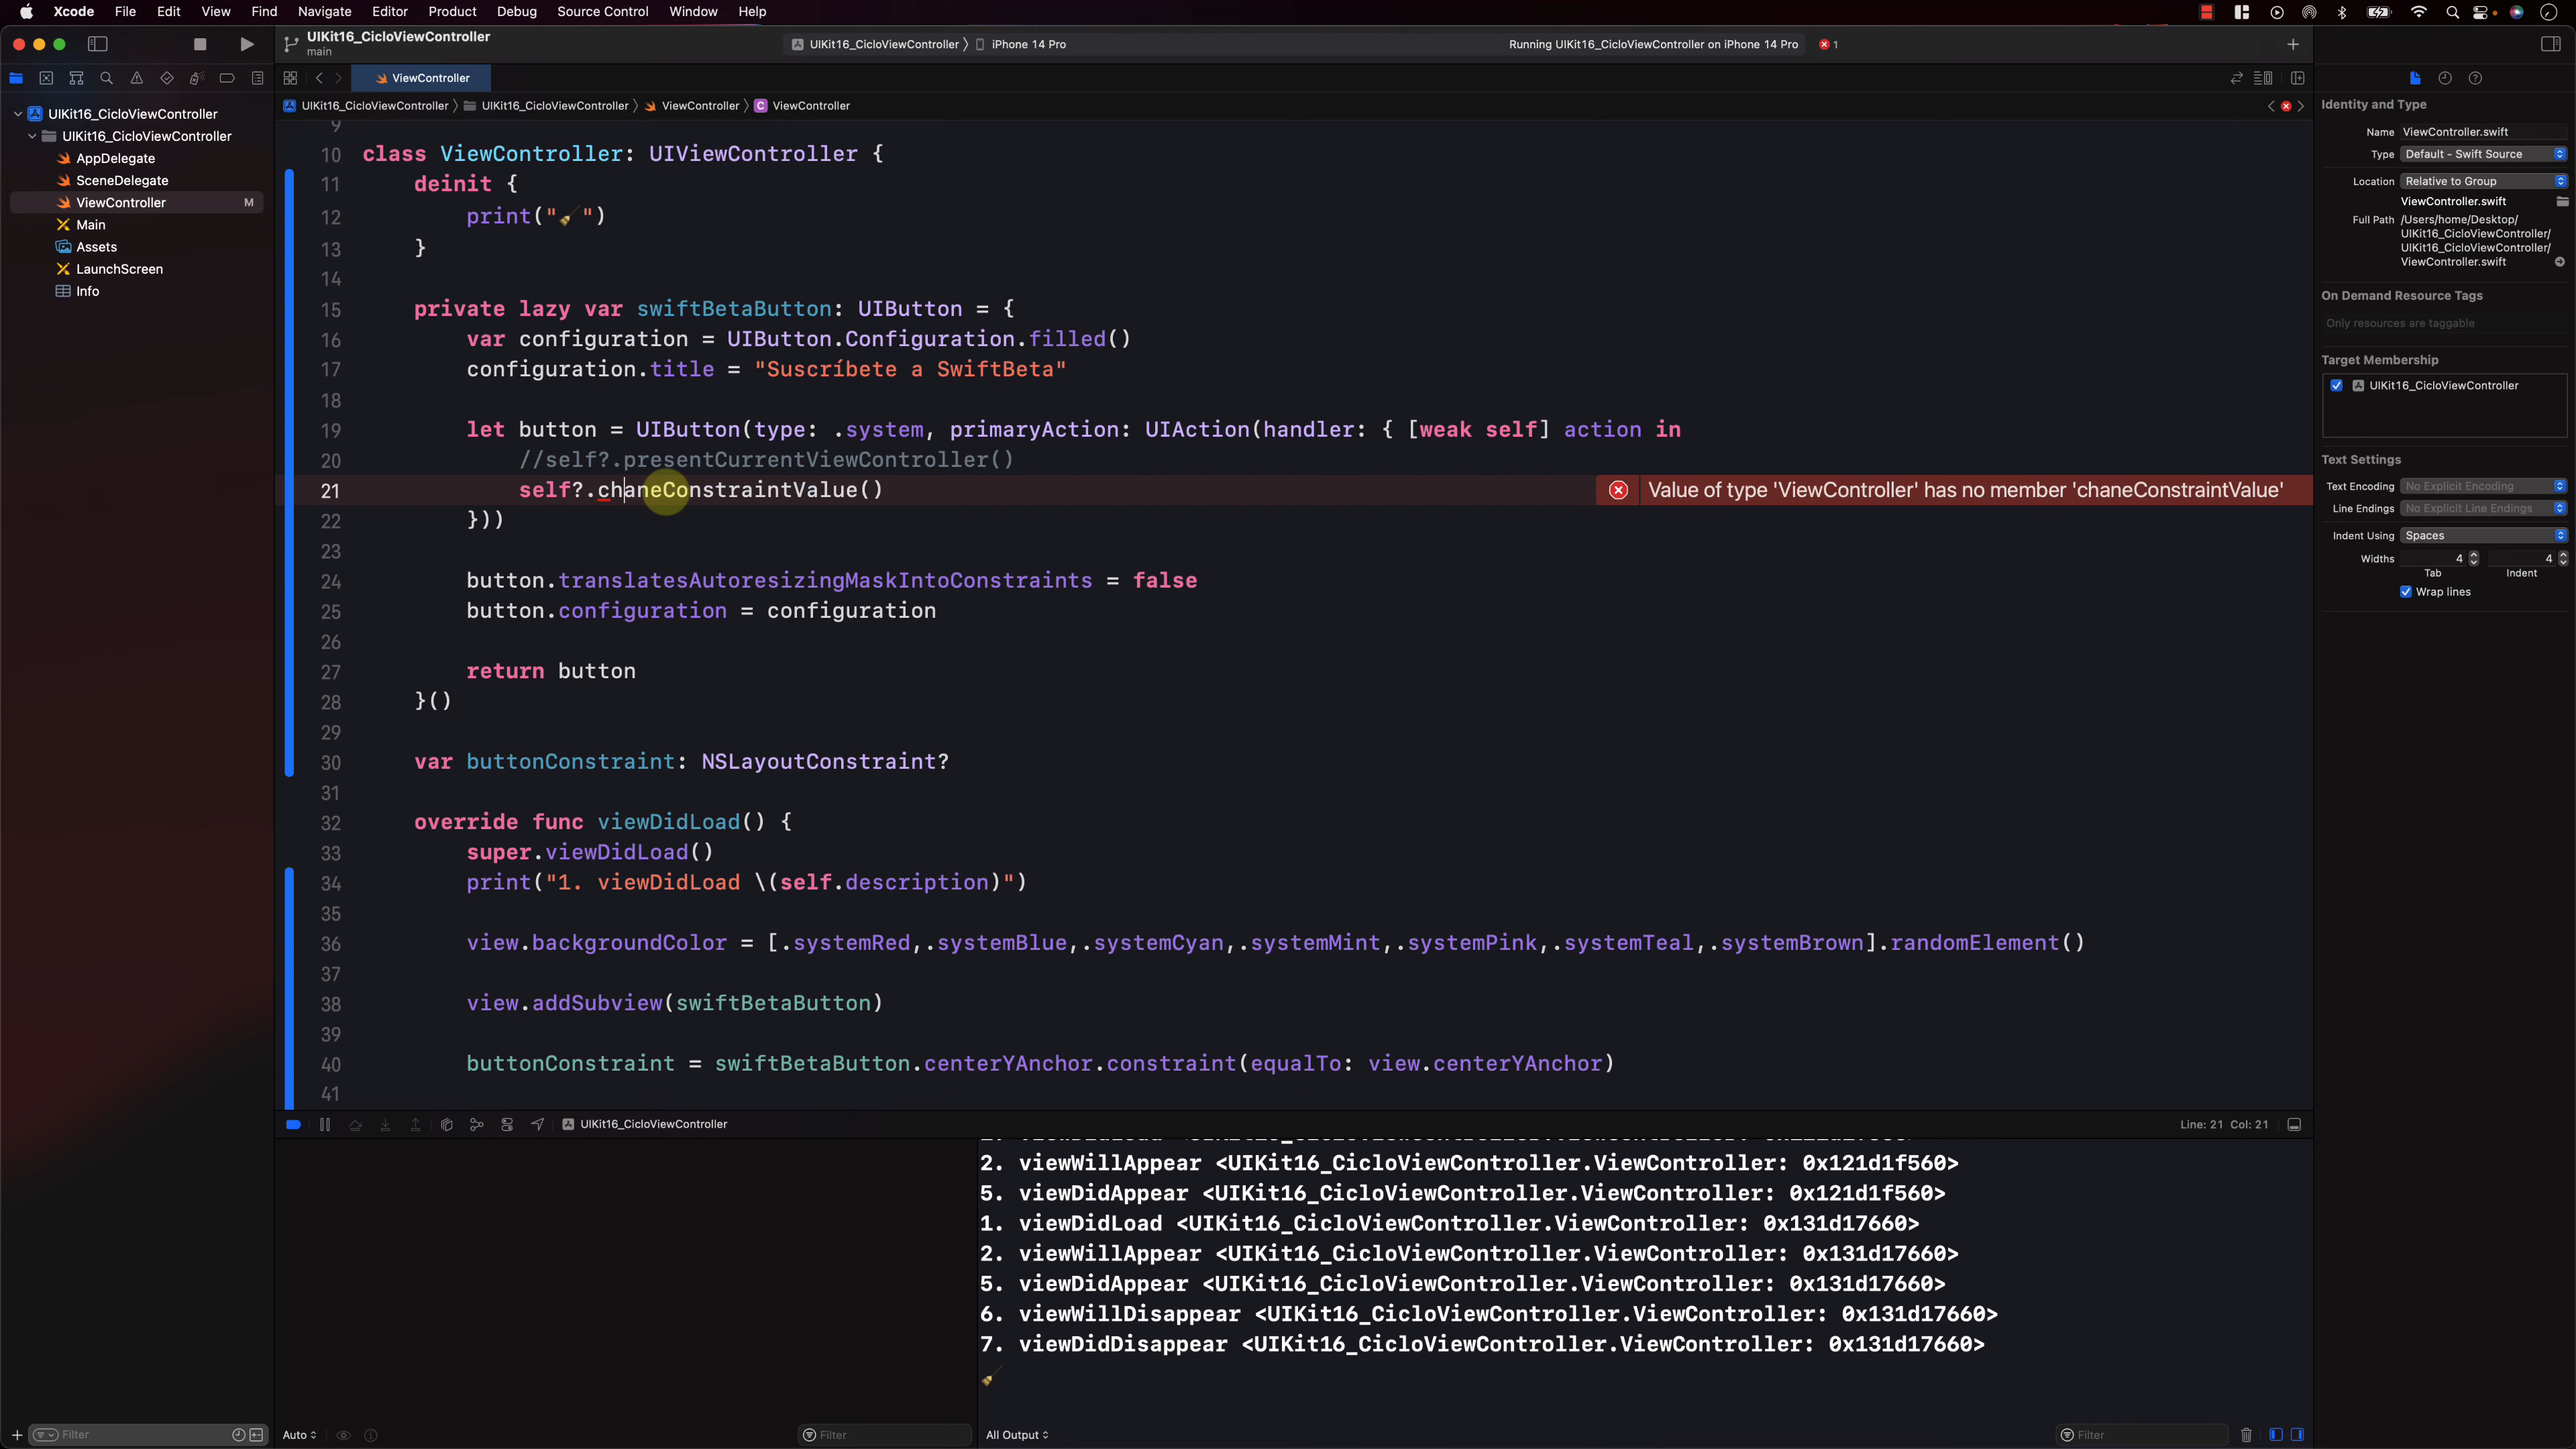 Xcode File Edit View Find Navigate Editor Product Debug Source Control Window Help
UIKit16_CicloViewController
main
UIKit16_CicloViewController 〉 iPhone 14 Pro
Running UIKit16_CicloViewController on iPhone 14 Pro
1
ViewController
UIKit16_CicloViewController 〉 UIKit16_CicloViewController 〉 ViewController 〉 C ViewController
UIKit16_CicloViewController
UIKit16_CicloViewController
AppDelegate
SceneDelegate
ViewController M
Main
Assets
LaunchScreen
Info
9
10 class ViewController: UIViewController {
11 deinit {
12 print("🧹")
13 }
14
15 private lazy var swiftBetaButton: UIButton = {
16 var configuration = UIButton.Configuration.filled()
17 configuration.title = "Suscríbete a SwiftBeta"
18
19 let button = UIButton(type: .system, primaryAction: UIAction(handler: { [weak self] action in
20 //self?.presentCurrentViewController()
21 self?.chaneConstraintValue()
Value of type 'ViewController' has no member 'chaneConstraintValue'
22 }))
23
24 button.translatesAutoresizingMaskIntoConstraints = false
25 button.configuration = configuration
26
27 return button
28 }()
29
30 var buttonConstraint: NSLayoutConstraint?
31
32 override func viewDidLoad() {
33 super.viewDidLoad()
34 print("1. viewDidLoad \(self.description)")
35
36 view.backgroundColor = [.systemRed,.systemBlue,.systemCyan,.systemMint,.systemPink,.systemTeal,.systemBrown].randomElement()
37
38 view.addSubview(swiftBetaButton)
39
40 buttonConstraint = swiftBetaButton.centerYAnchor.constraint(equalTo: view.centerYAnchor)
41
UIKit16_CicloViewController
Line: 21 Col: 21
2. viewWillAppear <UIKit16_CicloViewController.ViewController: 0x121d1f560>
5. viewDidAppear <UIKit16_CicloViewController.ViewController: 0x121d1f560>
1. viewDidLoad <UIKit16_CicloViewController.ViewController: 0x131d17660>
2. viewWillAppear <UIKit16_CicloViewController.ViewController: 0x131d17660>
5. viewDidAppear <UIKit16_CicloViewController.ViewController: 0x131d17660>
6. viewWillDisappear <UIKit16_CicloViewController.ViewController: 0x131d17660>
7. viewDidDisappear <UIKit16_CicloViewController.ViewController: 0x131d17660>
🧹
Filter
Auto
Filter
All Output
Filter
Identity and Type
Name ViewController.swift
Type Default - Swift Source
Location Relative to Group
ViewController.swift
Full Path /Users/home/Desktop/
UIKit16_CicloViewController/
UIKit16_CicloViewController/
ViewController.swift
On Demand Resource Tags
Only resources are taggable
Target Membership
UIKit16_CicloViewController
Text Settings
Text Encoding No Explicit Encoding
Line Endings No Explicit Line Endings
Indent Using Spaces
Widths 4 4
Tab Indent
Wrap lines